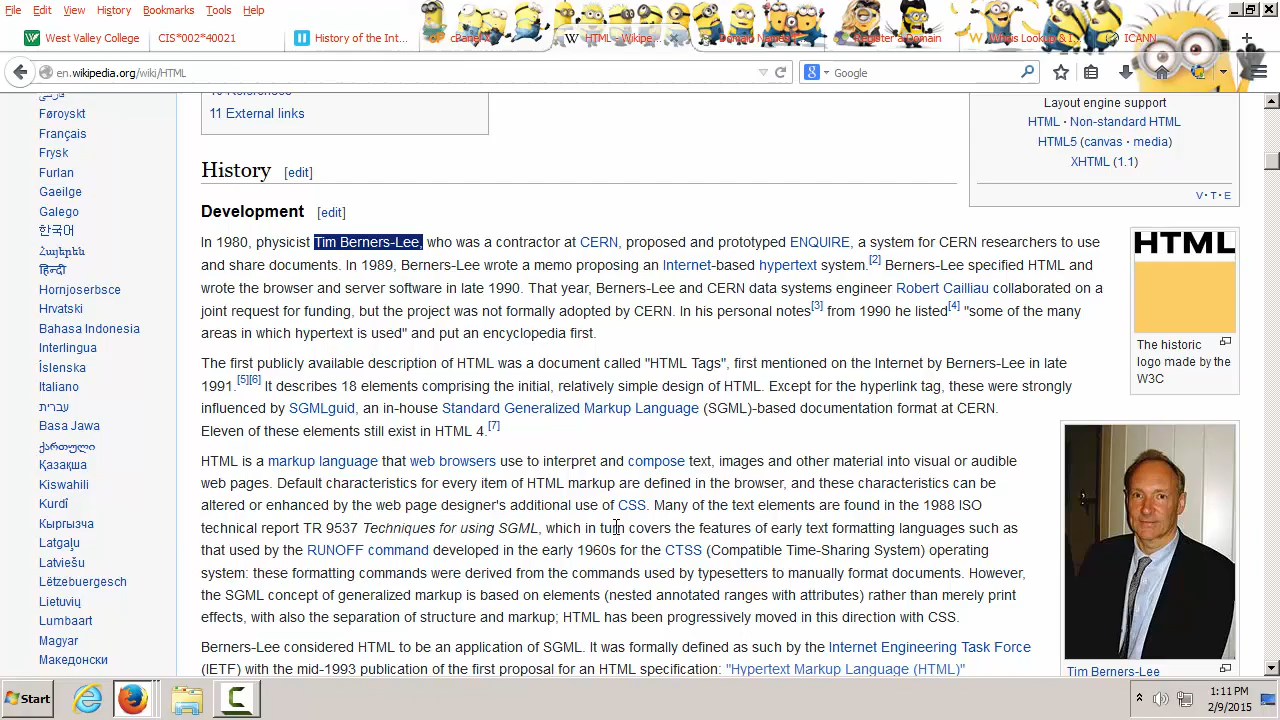 File Edit View History Bookmarks Tools Help
West Valley College CIS*002*40021 History of the Int... cPanel X HTML - Wikipe... Domain Names Register a Domain Whois Lookup & I... ICANN
en.wikipedia.org/wiki/HTML Google
فارسی
Føroyskt
Français
Frysk
Furlan
Gaeilge
Galego
한국어
Հայերեն
हिन्दी
Hornjoserbsce
Hrvatski
Bahasa Indonesia
Interlingua
Íslenska
Italiano
עברית
Basa Jawa
ქართული
Қазақша
Kiswahili
Kurdî
Кыргызча
Latgaļu
Latviešu
Lëtzebuergesch
Lietuvių
Lumbaart
Magyar
Македонски
10 References
11 External links
History [edit]
Development [edit]
In 1980, physicist Tim Berners-Lee, who was a contractor at CERN, proposed and prototyped ENQUIRE, a system for CERN researchers to use
and share documents. In 1989, Berners-Lee wrote a memo proposing an Internet-based hypertext system.[2] Berners-Lee specified HTML and
wrote the browser and server software in late 1990. That year, Berners-Lee and CERN data systems engineer Robert Cailliau collaborated on a
joint request for funding, but the project was not formally adopted by CERN. In his personal notes[3] from 1990 he listed[4] "some of the many
areas in which hypertext is used" and put an encyclopedia first.
The first publicly available description of HTML was a document called "HTML Tags", first mentioned on the Internet by Berners-Lee in late
1991.[5][6] It describes 18 elements comprising the initial, relatively simple design of HTML. Except for the hyperlink tag, these were strongly
influenced by SGMLguid, an in-house Standard Generalized Markup Language (SGML)-based documentation format at CERN.
Eleven of these elements still exist in HTML 4.[7]
HTML is a markup language that web browsers use to interpret and compose text, images and other material into visual or audible
web pages. Default characteristics for every item of HTML markup are defined in the browser, and these characteristics can be
altered or enhanced by the web page designer's additional use of CSS. Many of the text elements are found in the 1988 ISO
technical report TR 9537 Techniques for using SGML, which in turn covers the features of early text formatting languages such as
that used by the RUNOFF command developed in the early 1960s for the CTSS (Compatible Time-Sharing System) operating
system: these formatting commands were derived from the commands used by typesetters to manually format documents. However,
the SGML concept of generalized markup is based on elements (nested annotated ranges with attributes) rather than merely print
effects, with also the separation of structure and markup; HTML has been progressively moved in this direction with CSS.
Berners-Lee considered HTML to be an application of SGML. It was formally defined as such by the Internet Engineering Task Force
(IETF) with the mid-1993 publication of the first proposal for an HTML specification: "Hypertext Markup Language (HTML)"
Layout engine support
HTML · Non-standard HTML
HTML5 (canvas · media)
XHTML (1.1)
V · T · E
HTML
The historic
logo made by the
W3C
Tim Berners-Lee
Start
1:11 PM
2/9/2015